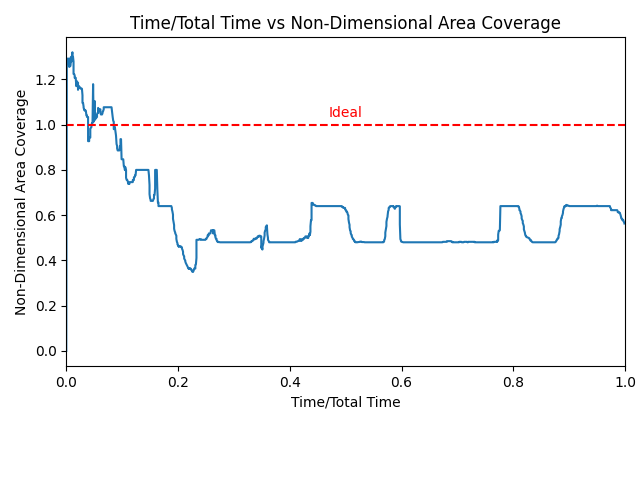 Time/Total Time vs Non-Dimensional Area Coverage
Non-Dimensional Area Coverage
1.2
1.0
0.8
0.6
0.4
0.2
0.0
Ideal
0.0 0.2 0.4 0.6 0.8 1.0
Time/Total Time